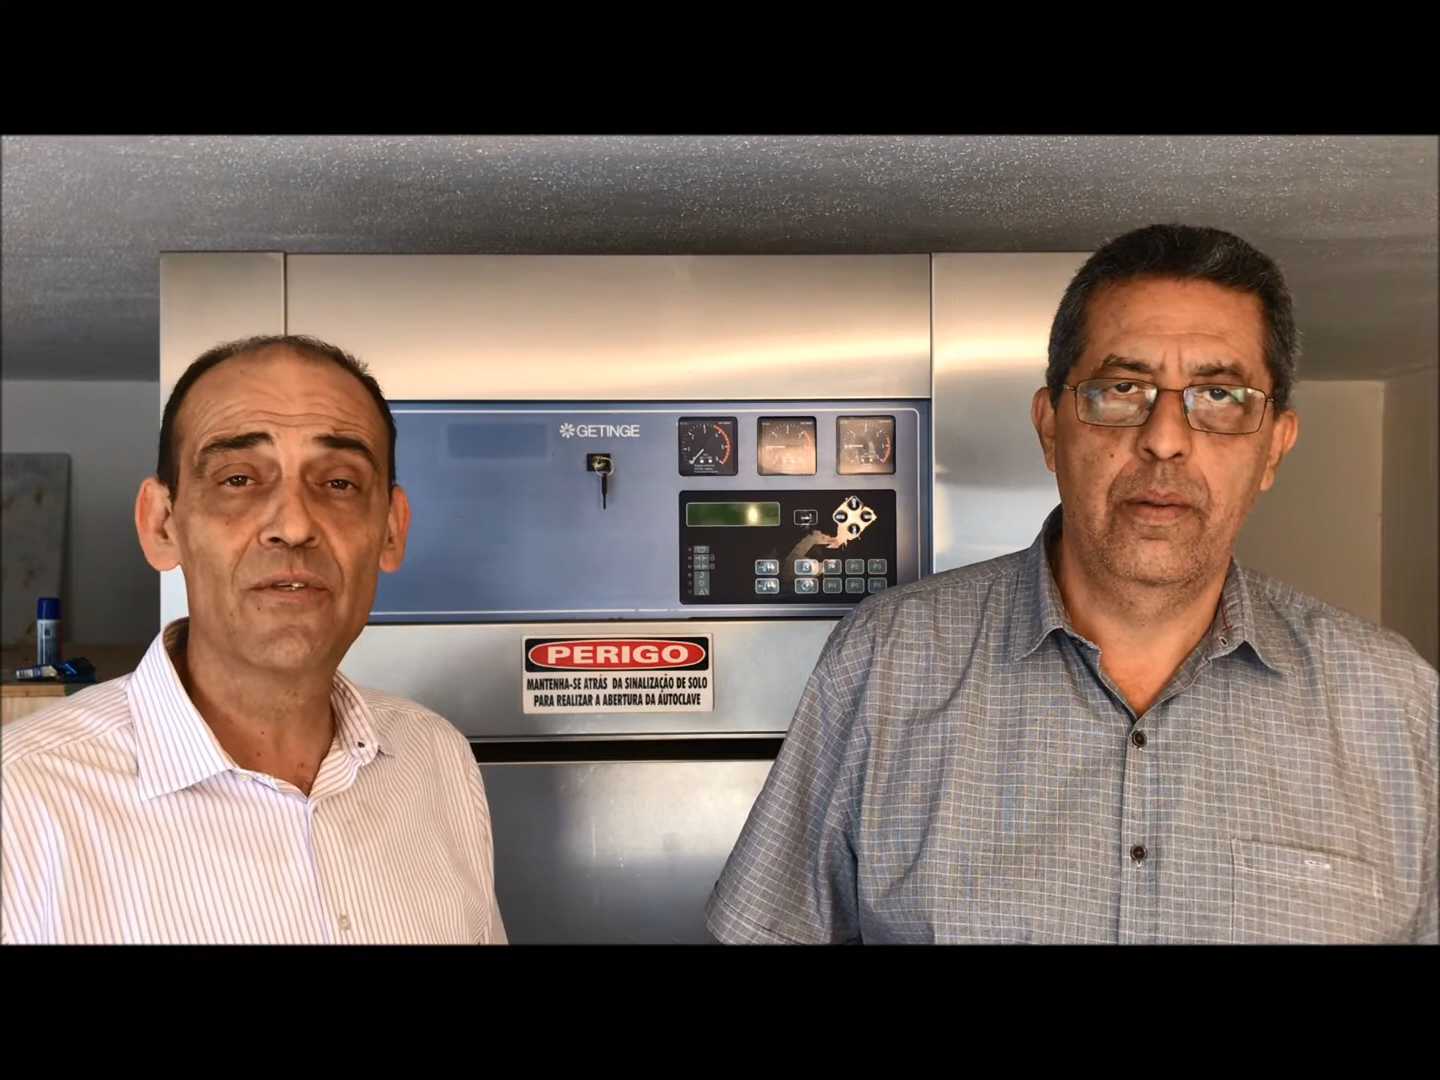 GETINGE
PERIGO
MANTENHA-SE ATRÁS DA SINALIZAÇÃO DE SOLO
PARA REALIZAR A ABERTURA DA AUTOCLAVE